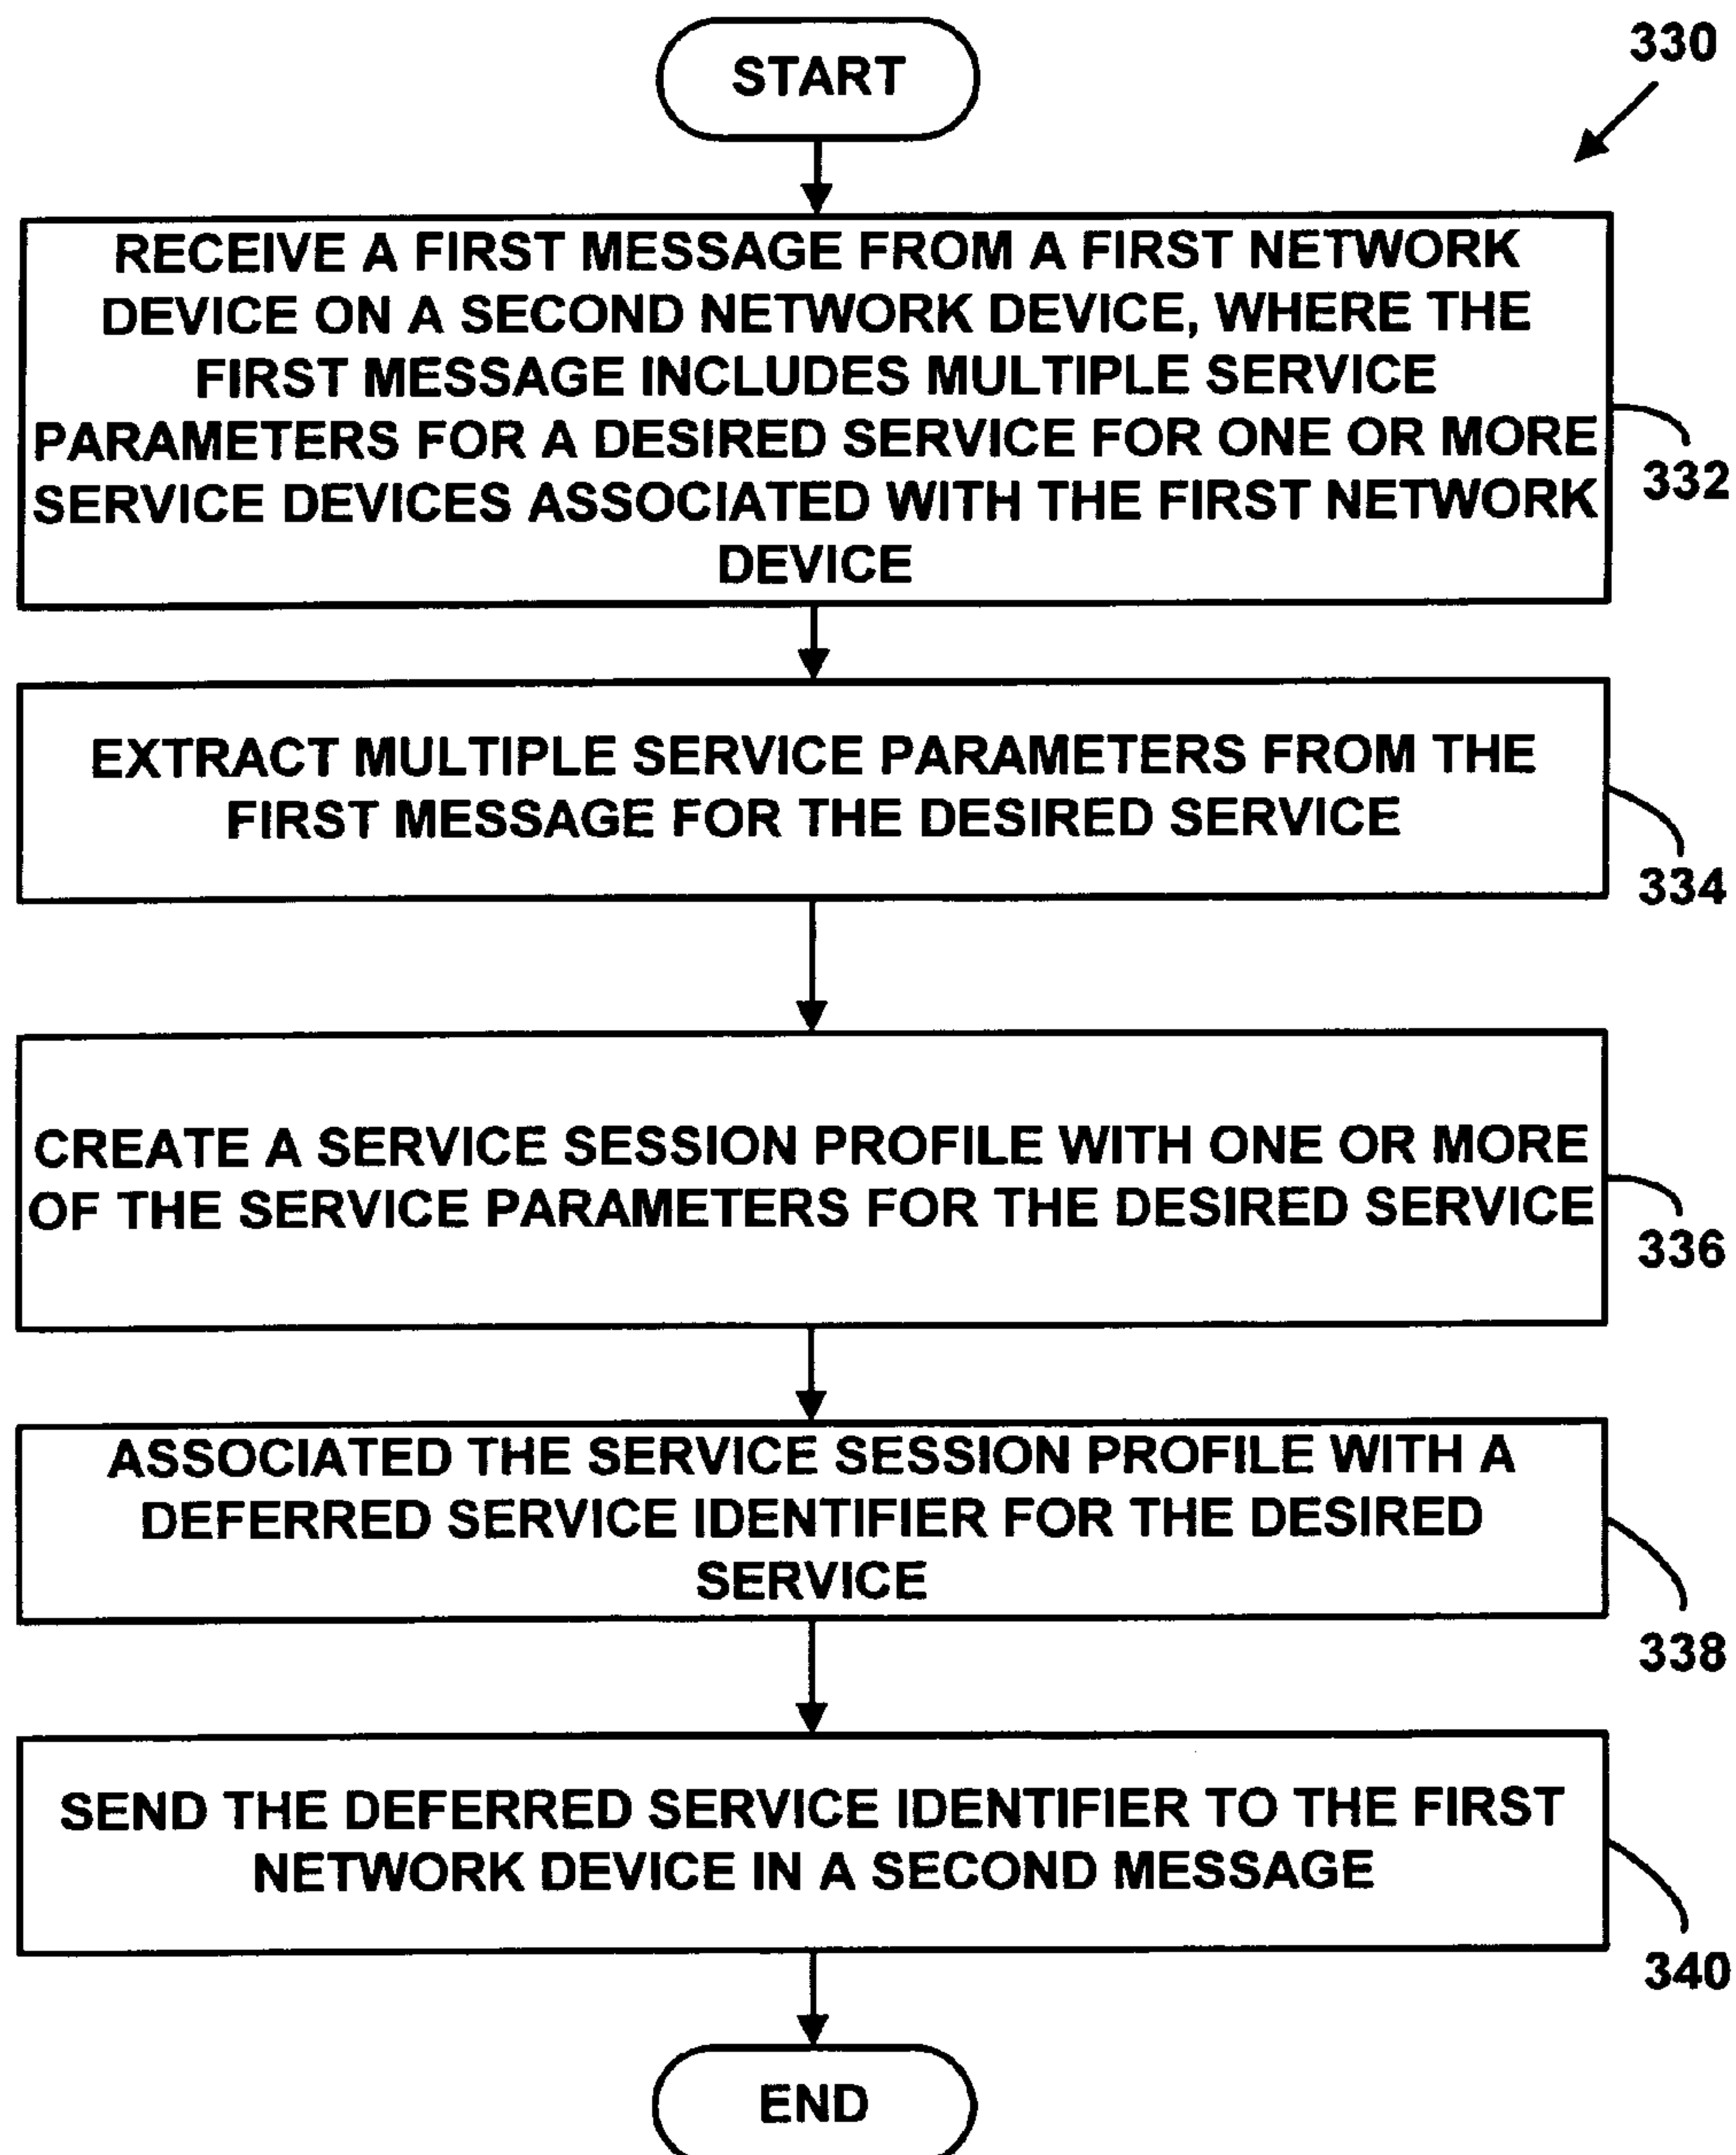 START
330
RECEIVE A FIRST MESSAGE FROM A FIRST NETWORK
DEVICE ON A SECOND NETWORK DEVICE, WHERE THE
FIRST MESSAGE INCLUDES MULTIPLE SERVICE
PARAMETERS FOR A DESIRED SERVICE FOR ONE OR MORE
SERVICE DEVICES ASSOCIATED WITH THE FIRST NETWORK
DEVICE
332
EXTRACT MULTIPLE SERVICE PARAMETERS FROM THE
FIRST MESSAGE FOR THE DESIRED SERVICE
334
CREATE A SERVICE SESSION PROFILE WITH ONE OR MORE
OF THE SERVICE PARAMETERS FOR THE DESIRED SERVICE
336
ASSOCIATED THE SERVICE SESSION PROFILE WITH A
DEFERRED SERVICE IDENTIFIER FOR THE DESIRED
SERVICE
338
SEND THE DEFERRED SERVICE IDENTIFIER TO THE FIRST
NETWORK DEVICE IN A SECOND MESSAGE
340
END